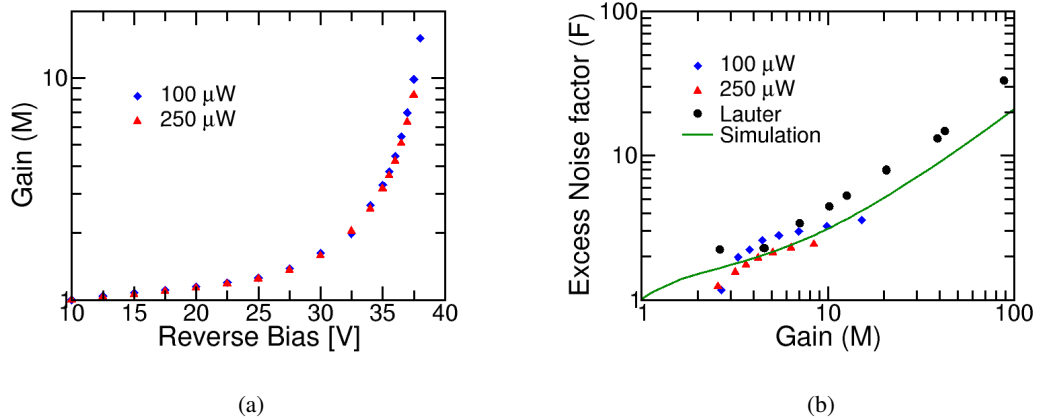 10
Gain (M)
100 μW
250 μW
1
10 15 20 25 30 35 40
Reverse Bias [V]
(a)
100
10
1
Excess Noise factor (F)
100 μW
250 μW
Lauter
Simulation
1 10 100
Gain (M)
(b)